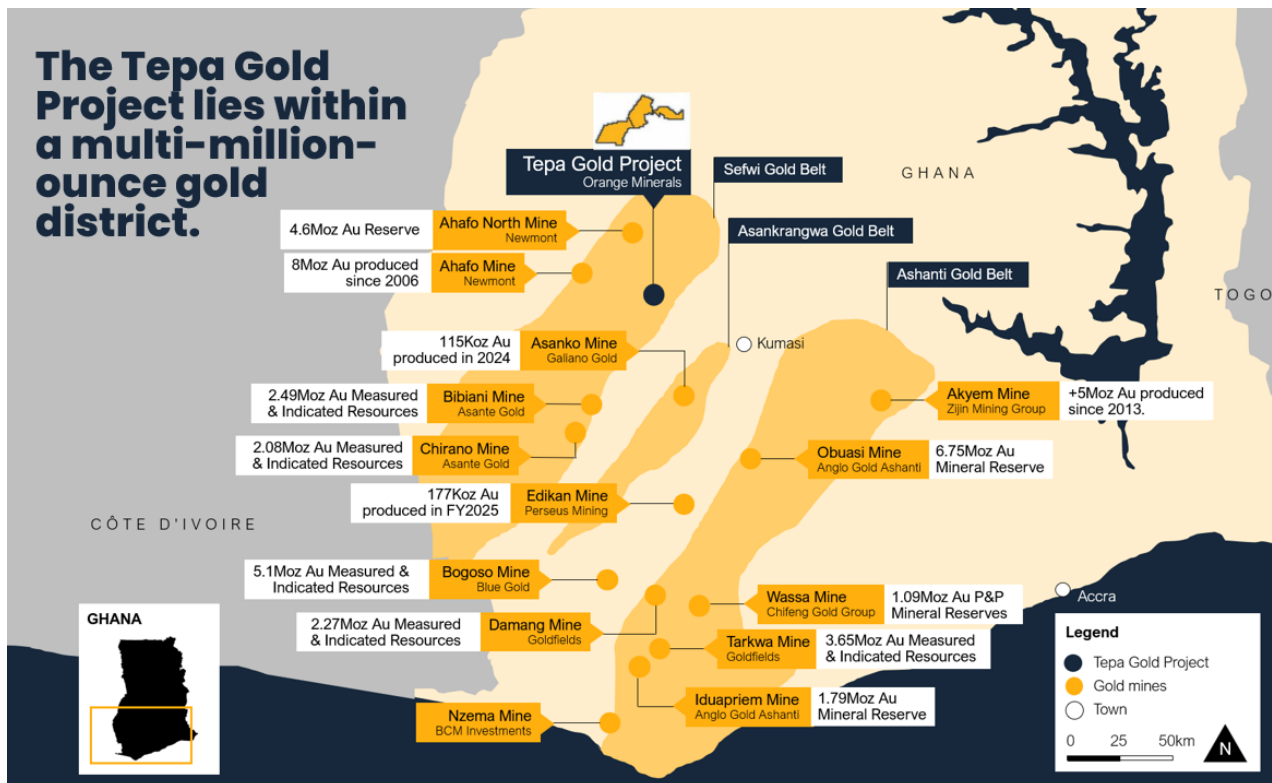 The Tepa Gold
Project lies within
a multi-million-
ounce gold
district.
Tepa Gold Project
Orange Minerals
Sefwi Gold Belt
GHANA
Asankrangwa Gold Belt
Ashanti Gold Belt
TOGO
4.6Moz Au Reserve
Ahafo North Mine
Newmont
8Moz Au produced
since 2006
Ahafo Mine
Newmont
115Koz Au
produced in 2024
Asanko Mine
Galiano Gold
Kumasi
2.49Moz Au Measured
& Indicated Resources
Bibiani Mine
Asante Gold
Akyem Mine
Zijin Mining Group
+5Moz Au produced
since 2013.
2.08Moz Au Measured
& Indicated Resources
Chirano Mine
Asante Gold
Obuasi Mine
Anglo Gold Ashanti
6.75Moz Au
Mineral Reserve
177Koz Au
produced in FY2025
Edikan Mine
Perseus Mining
CÔTE D'IVOIRE
5.1Moz Au Measured &
Indicated Resources
Bogoso Mine
Blue Gold
Wassa Mine
Chifeng Gold Group
1.09Moz Au P&P
Mineral Reserves
Accra
2.27Moz Au Measured
& Indicated Resources
Damang Mine
Goldfields
Tarkwa Mine
Goldfields
3.65Moz Au Measured
& Indicated Resources
Iduapriem Mine
Anglo Gold Ashanti
1.79Moz Au
Mineral Reserve
Nzema Mine
BCM Investments
GHANA
Legend
Tepa Gold Project
Gold mines
Town
0 25 50km
N